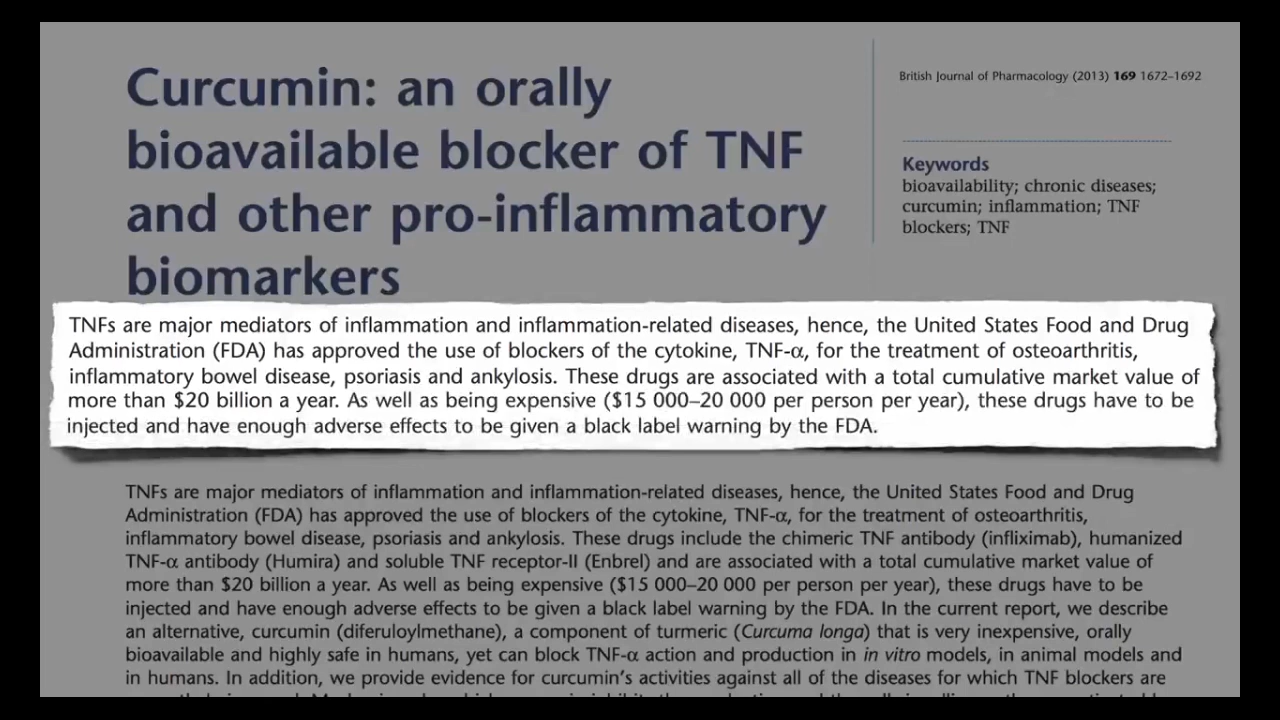 Curcumin: an orally
bioavailable blocker of TNF
and other pro-inflammatory
biomarkers
British Journal of Pharmacology (2013) 169 1672–1692
Keywords
bioavailability; chronic diseases;
curcumin; inflammation; TNF
blockers; TNF
TNFs are major mediators of inflammation and inflammation-related diseases, hence, the United States Food and Drug
Administration (FDA) has approved the use of blockers of the cytokine, TNF-α, for the treatment of osteoarthritis,
inflammatory bowel disease, psoriasis and ankylosis. These drugs are associated with a total cumulative market value of
more than $20 billion a year. As well as being expensive ($15 000–20 000 per person per year), these drugs have to be
injected and have enough adverse effects to be given a black label warning by the FDA.
TNFs are major mediators of inflammation and inflammation-related diseases, hence, the United States Food and Drug
Administration (FDA) has approved the use of blockers of the cytokine, TNF-α, for the treatment of osteoarthritis,
inflammatory bowel disease, psoriasis and ankylosis. These drugs include the chimeric TNF antibody (infliximab), humanized
TNF-α antibody (Humira) and soluble TNF receptor-II (Enbrel) and are associated with a total cumulative market value of
more than $20 billion a year. As well as being expensive ($15 000–20 000 per person per year), these drugs have to be
injected and have enough adverse effects to be given a black label warning by the FDA. In the current report, we describe
an alternative, curcumin (diferuloylmethane), a component of turmeric (Curcuma longa) that is very inexpensive, orally
bioavailable and highly safe in humans, yet can block TNF-α action and production in in vitro models, in animal models and
in humans. In addition, we provide evidence for curcumin's activities against all of the diseases for which TNF blockers are